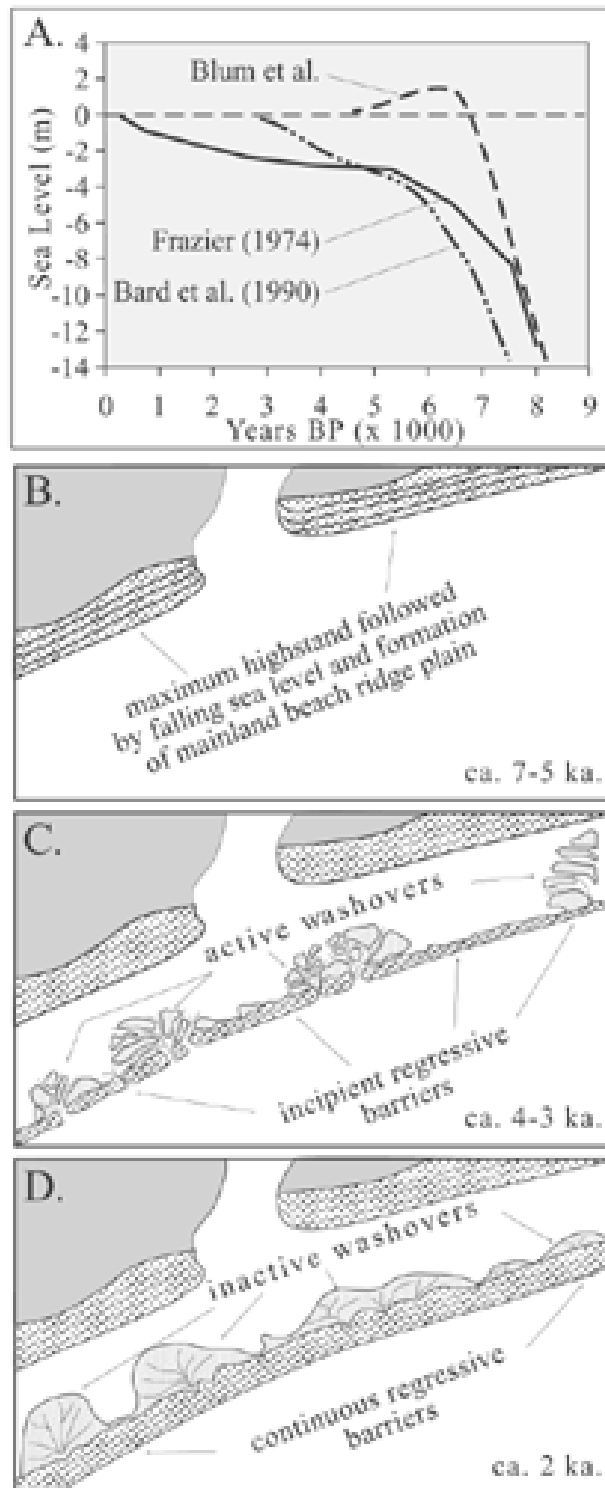 A.
4
2
0
-2
-4
-6
-8
-10
-12
-14
Sea Level (m)
Blum et al.
Frazier (1974)
Bard et al. (1990)
0 1 2 3 4 5 6 7 8 9
Years BP (x 1000)
B.
maximum highstand followed
by falling sea level and formation
of mainland beach ridge plain
ca. 7-5 ka.
C.
active washovers
incipient regressive
barriers
ca. 4-3 ka.
D.
inactive washovers
continuous regressive
barriers
ca. 2 ka.